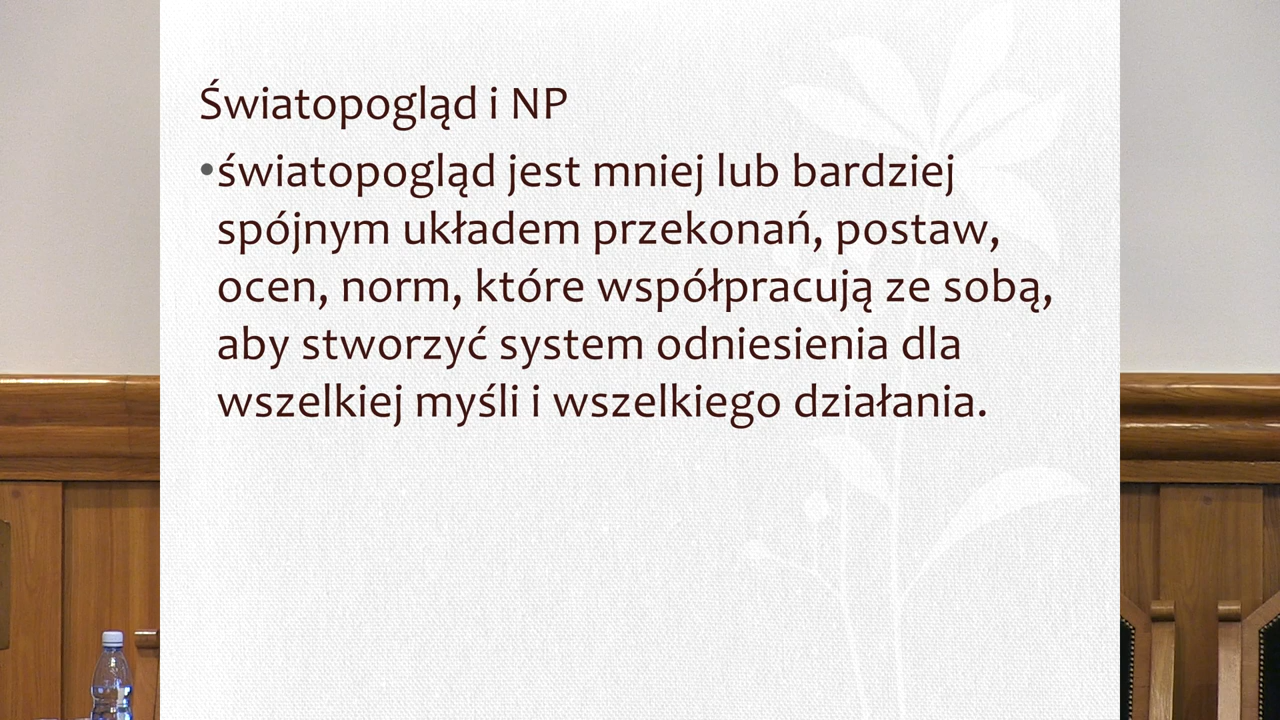 Światopogląd i NP
•światopogląd jest mniej lub bardziej
spójnym układem przekonań, postaw,
ocen, norm, które współpracują ze sobą,
aby stworzyć system odniesienia dla
wszelkiej myśli i wszelkiego działania.